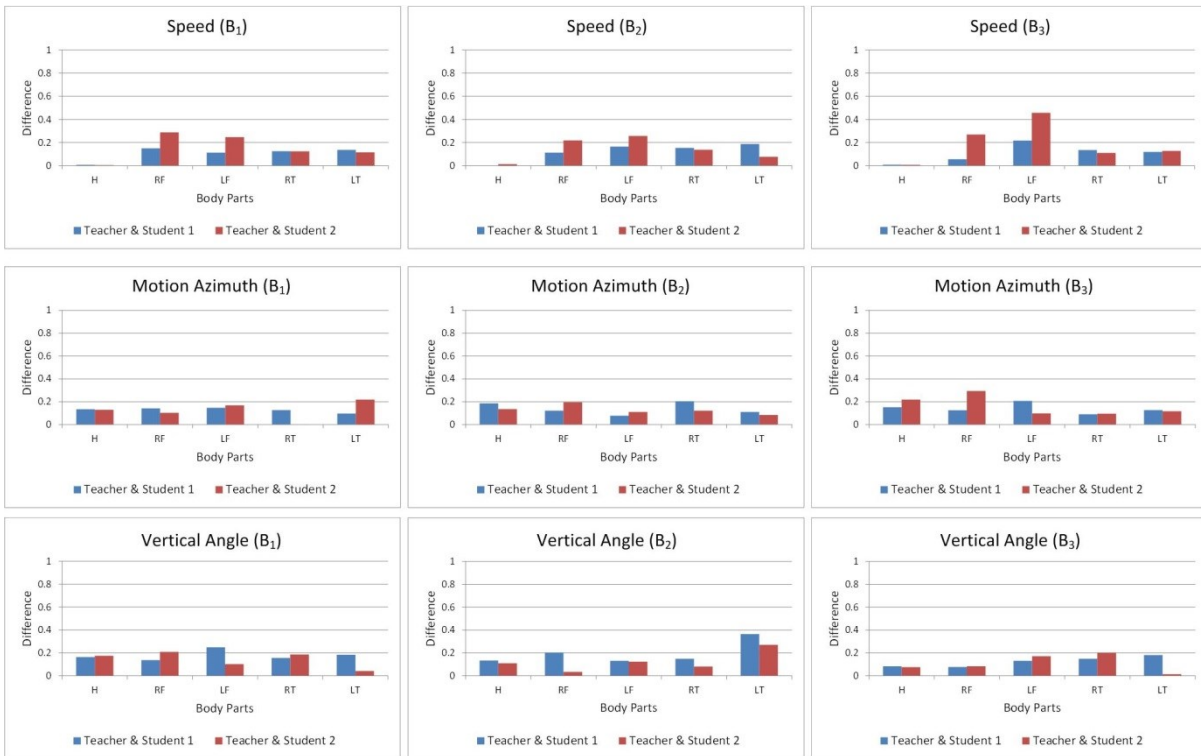 Speed (B₁)
1
0.8
0.6
0.4
0.2
0
Difference
H RF LF RT LT
Body Parts
Teacher & Student 1 Teacher & Student 2
Speed (B₂)
1
0.8
0.6
0.4
0.2
0
Difference
H RF LF RT LT
Body Parts
Teacher & Student 1 Teacher & Student 2
Speed (B₃)
1
0.8
0.6
0.4
0.2
0
Difference
H RF LF RT LT
Body Parts
Teacher & Student 1 Teacher & Student 2
Motion Azimuth (B₁)
1
0.8
0.6
0.4
0.2
0
Difference
H RF LF RT LT
Body Parts
Teacher & Student 1 Teacher & Student 2
Motion Azimuth (B₂)
1
0.8
0.6
0.4
0.2
0
Difference
H RF LF RT LT
Body Parts
Teacher & Student 1 Teacher & Student 2
Motion Azimuth (B₃)
1
0.8
0.6
0.4
0.2
0
Difference
H RF LF RT LT
Body Parts
Teacher & Student 1 Teacher & Student 2
Vertical Angle (B₁)
1
0.8
0.6
0.4
0.2
0
Difference
H RF LF RT LT
Body Parts
Teacher & Student 1 Teacher & Student 2
Vertical Angle (B₂)
1
0.8
0.6
0.4
0.2
0
Difference
H RF LF RT LT
Body Parts
Teacher & Student 1 Teacher & Student 2
Vertical Angle (B₃)
1
0.8
0.6
0.4
0.2
0
Difference
H RF LF RT LT
Body Parts
Teacher & Student 1 Teacher & Student 2